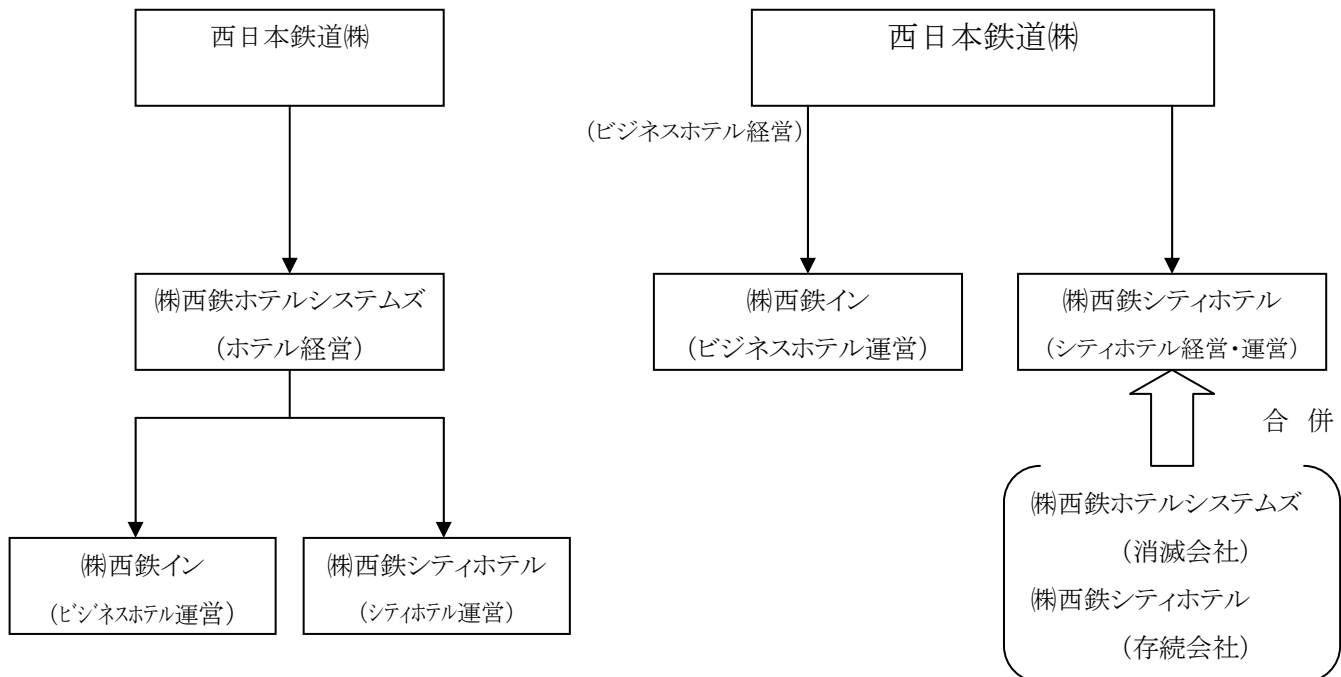 西日本鉄道㈱
㈱西鉄ホテルシステムズ
（ホテル経営）
㈱西鉄イン
（ﾋﾞｼﾞﾈｽﾎﾃﾙ運営）
㈱西鉄シティホテル
（ｼﾃｨﾎﾃﾙ運営）
西日本鉄道㈱
（ビジネスホテル経営）
㈱西鉄イン
（ビジネスホテル運営）
㈱西鉄シティホテル
（シティホテル経営・運営）
合 併
㈱西鉄ホテルシステムズ
（消滅会社）
㈱西鉄シティホテル
（存続会社）